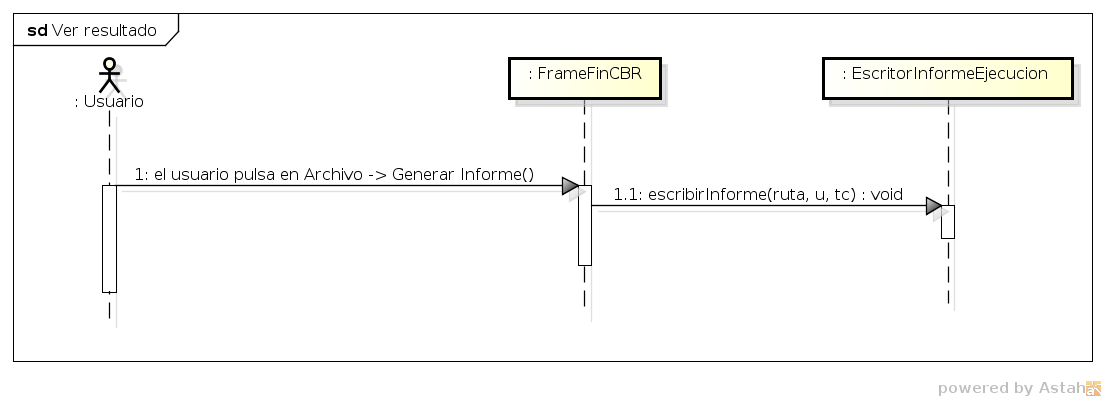 sd Ver resultado
: Usuario
: FrameFinCBR
: EscritorInformeEjecucion
1: el usuario pulsa en Archivo -> Generar Informe()
1.1: escribirInforme(ruta, u, tc) : void
powered by Astah